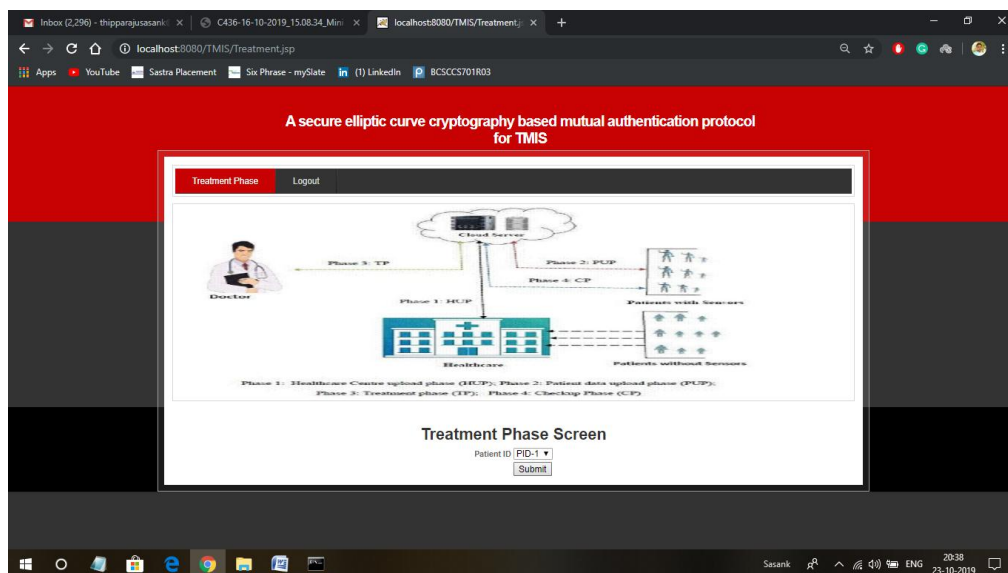 Inbox (2,296) - thipparajusasank
C436-16-10-2019_15.08.34_Mini
localhost:8080/TMIS/Treatment.j
localhost:8080/TMIS/Treatment.jsp
Apps YouTube Sastra Placement Six Phrase - mySlate (1) LinkedIn BCSCCS701R03
A secure elliptic curve cryptography based mutual authentication protocol
for TMIS
Treatment Phase Logout
Cloud Server
Phase 3: TP
Phase 2: PUP
Phase 4: CP
Doctor
Phase 1: HUP
Patients with Sensors
Healthcare
Patients without Sensors
Phase 1: Healthcare Centre upload phase (HUP); Phase 2: Patient data upload phase (PUP);
Phase 3: Treatment phase (TP); Phase 4: Checkup Phase (CP)
Treatment Phase Screen
Patient ID PID-1
Submit
Sasank ENG 20:38
23-10-2019